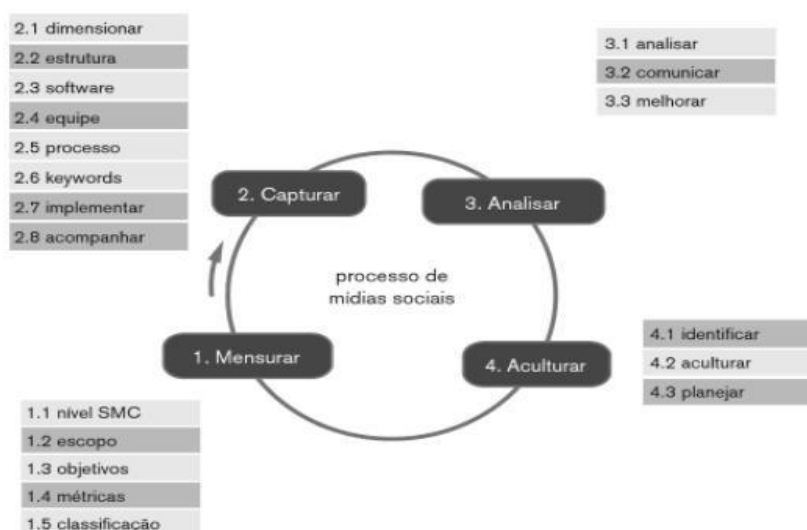 2.1 dimensionar
2.2 estrutura
2.3 software
2.4 equipe
2.5 processo
2.6 keywords
2.7 implementar
2.8 acompanhar
3.1 analisar
3.2 comunicar
3.3 melhorar
2. Capturar
3. Analisar
processo de
mídias sociais
1. Mensurar
4. Aculturar
4.1 identificar
4.2 aculturar
4.3 planejar
1.1 nível SMC
1.2 escopo
1.3 objetivos
1.4 métricas
1.5 classificação